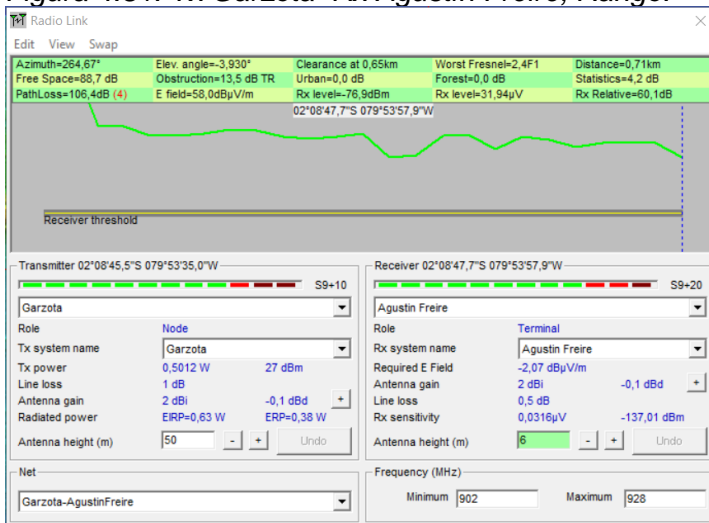 Radio Link
Edit View Swap
Azimuth=264,67° Elev. angle=-3,930° Clearance at 0,65km Worst Fresnel=2,4F1 Distance=0,71km
Free Space=88,7 dB Obstruction=13,5 dB TR Urban=0,0 dB Forest=0,0 dB Statistics=4,2 dB
PathLoss=106,4dB (4) E field=58,0dBµV/m Rx level=-76,9dBm Rx level=31,94µV Rx Relative=60,1dB
02°08'47,7"S 079°53'57,9"W
Receiver threshold
Transmitter 02°08'45,5"S 079°53'35,0"W
S9+10
Garzota
Role Node
Tx system name Garzota
Tx power 0,5012 W 27 dBm
Line loss 1 dB
Antenna gain 2 dBi -0,1 dBd +
Radiated power EIRP=0,63 W ERP=0,38 W
Antenna height (m) 50 - + Undo
Net
Garzota-AgustinFreire
Receiver 02°08'47,7"S 079°53'57,9"W
S9+20
Agustin Freire
Role Terminal
Rx system name Agustin Freire
Required E Field -2,07 dBµV/m
Antenna gain 2 dBi -0,1 dBd +
Line loss 0,5 dB
Rx sensitivity 0,0316µV -137,01 dBm
Antenna height (m) 6 - + Undo
Frequency (MHz)
Minimum 902 Maximum 928